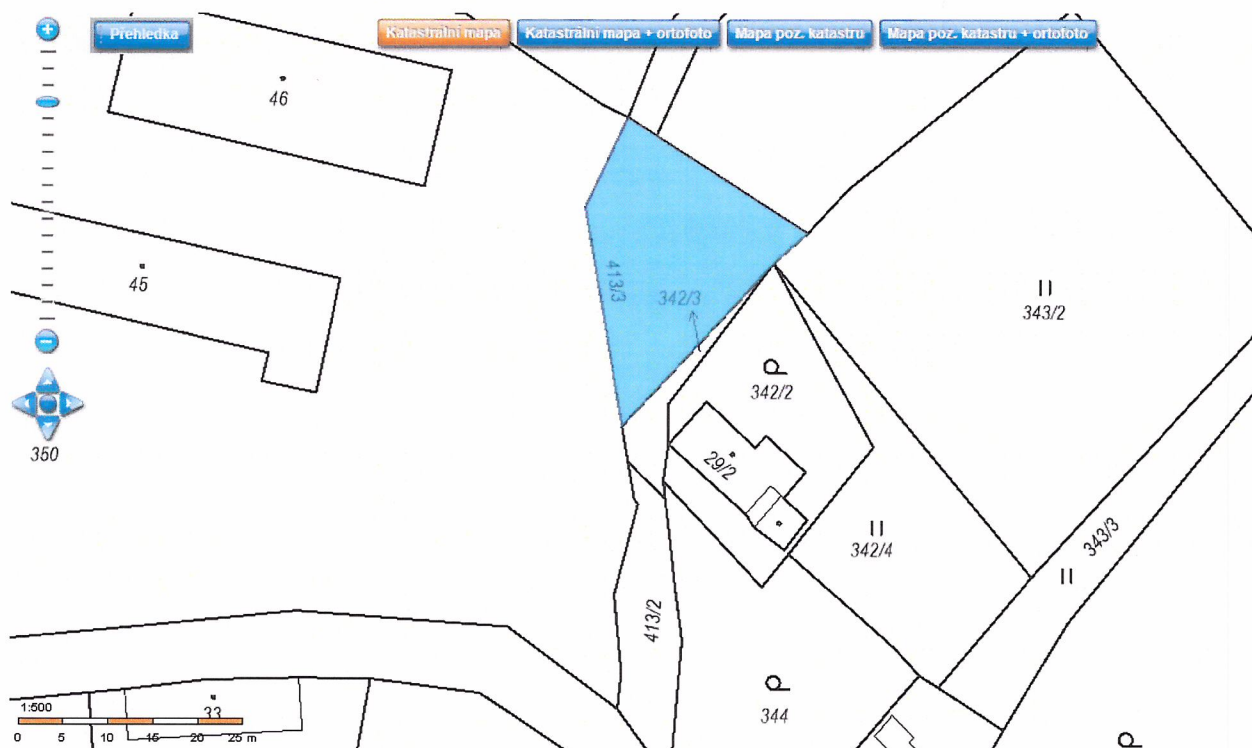 Přehledka
Katastrální mapa
Katastrální mapa + ortofoto
Mapa poz. katastru
Mapa poz. katastru + ortofoto
46
45
413/3
342/3
343/2
342/2
350
29/2
342/4
343/3
413/2
344
33
1:500
0 5 10 15 20 25 m